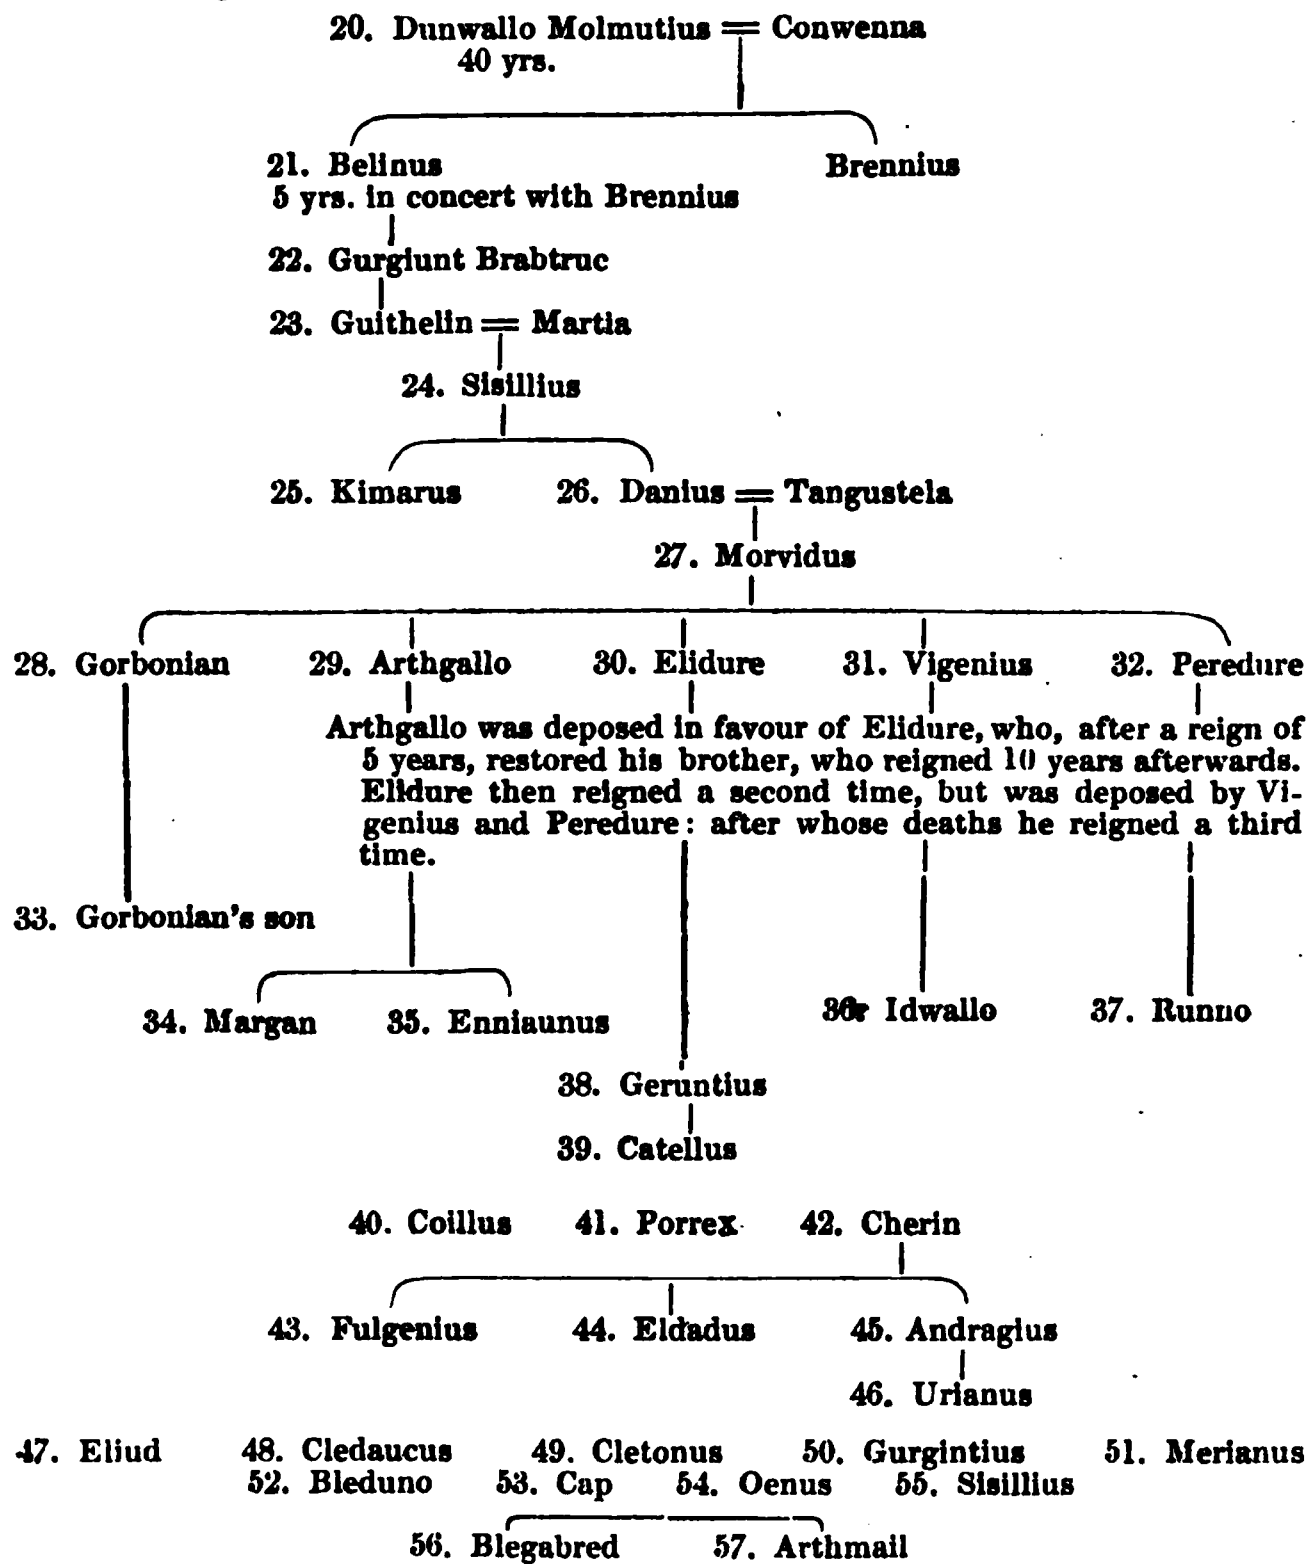 20. Dunwallo Molmutius = Conwenna
40 yrs.
21. Belinus Brennius
5 yrs. in concert with Brennius
22. Gurgiunt Brabtruc
23. Guithelin = Martia
24. Sisillius
25. Kimarus 26. Danius = Tangustela
27. Morvidus
28. Gorbonian 29. Arthgallo 30. Elidure 31. Vigenius 32. Peredure
Arthgallo was deposed in favour of Elidure, who, after a reign of
5 years, restored his brother, who reigned 10 years afterwards.
Elidure then reigned a second time, but was deposed by Vi-
genius and Peredure: after whose deaths he reigned a third
time.
33. Gorbonian's son
34. Margan 35. Enniaunus 36. Idwallo 37. Runno
38. Geruntius
39. Catellus
40. Coillus 41. Porrex 42. Cherin
43. Fulgenius 44. Eldadus 45. Andragius
46. Urianus
47. Eliud 48. Cledaucus 49. Cletonus 50. Gurgintius 51. Merianus
52. Bleduno 53. Cap 54. Oenus 55. Sisillius
56. Blegabred 57. Arthmail